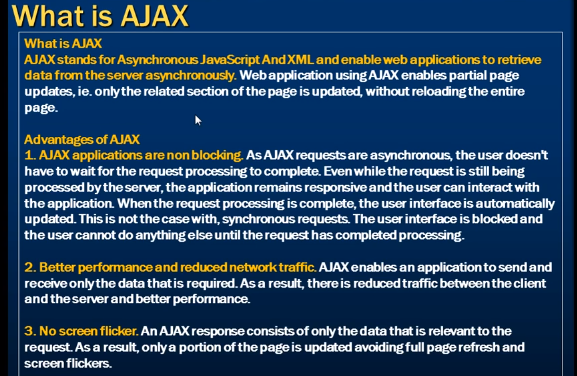 What is AJAX
What is AJAX
AJAX stands for Asynchronous JavaScript And XML and enable web applications to retrieve
data from the server asynchronously. Web application using AJAX enables partial page
updates, ie. only the related section of the page is updated, without reloading the entire
page.
Advantages of AJAX
1. AJAX applications are non blocking. As AJAX requests are asynchronous, the user doesn't
have to wait for the request processing to complete. Even while the request is still being
processed by the server, the application remains responsive and the user can interact with
the application. When the request processing is complete, the user interface is automatically
updated. This is not the case with, synchronous requests. The user interface is blocked and
the user cannot do anything else until the request has completed processing.
2. Better performance and reduced network traffic. AJAX enables an application to send and
receive only the data that is required. As a result, there is reduced traffic between the client
and the server and better performance.
3. No screen flicker. An AJAX response consists of only the data that is relevant to the
request. As a result, only a portion of the page is updated avoiding full page refresh and
screen flickers.